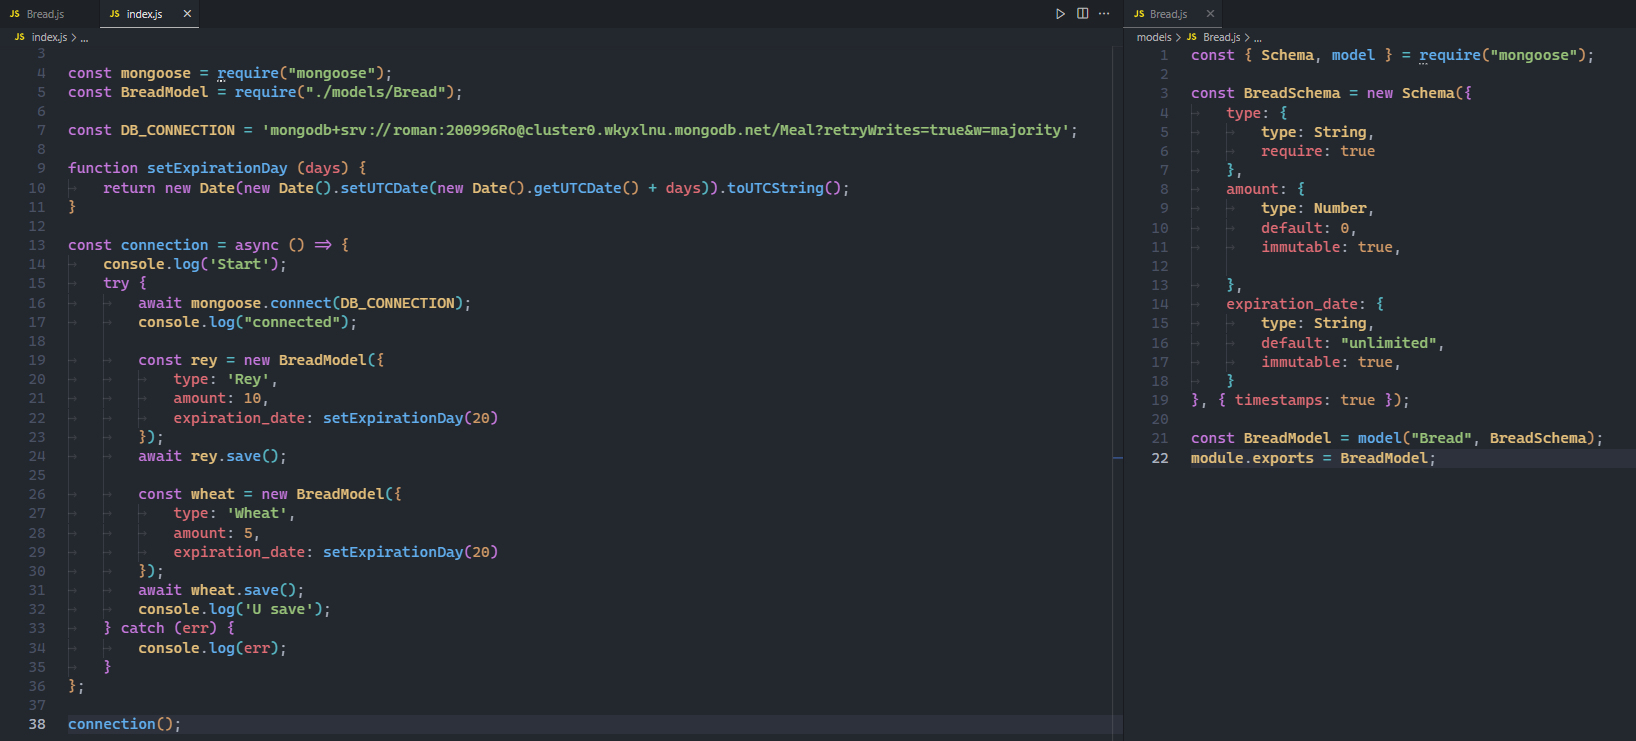 JS Bread.js
JS index.js ×
JS index.js > ...
3
4 const mongoose = require("mongoose");
5 const BreadModel = require("./models/Bread");
6
7 const DB_CONNECTION = 'mongodb+srv://roman:200996Ro@cluster0.wkyxlnu.mongodb.net/Meal?retryWrites=true&w=majority';
8
9 function setExpirationDay (days) {
10 return new Date(new Date().setUTCDate(new Date().getUTCDate() + days)).toUTCString();
11 }
12
13 const connection = async () => {
14 console.log('Start');
15 try {
16 await mongoose.connect(DB_CONNECTION);
17 console.log("connected");
18
19 const rey = new BreadModel({
20 type: 'Rey',
21 amount: 10,
22 expiration_date: setExpirationDay(20)
23 });
24 await rey.save();
25
26 const wheat = new BreadModel({
27 type: 'Wheat',
28 amount: 5,
29 expiration_date: setExpirationDay(20)
30 });
31 await wheat.save();
32 console.log('U save');
33 } catch (err) {
34 console.log(err);
35 }
36 };
37
38 connection();
JS Bread.js ×
models > JS Bread.js > ...
1 const { Schema, model } = require("mongoose");
2
3 const BreadSchema = new Schema({
4 type: {
5 type: String,
6 require: true
7 },
8 amount: {
9 type: Number,
10 default: 0,
11 immutable: true,
12
13 },
14 expiration_date: {
15 type: String,
16 default: "unlimited",
17 immutable: true,
18 }
19 }, { timestamps: true });
20
21 const BreadModel = model("Bread", BreadSchema);
22 module.exports = BreadModel;